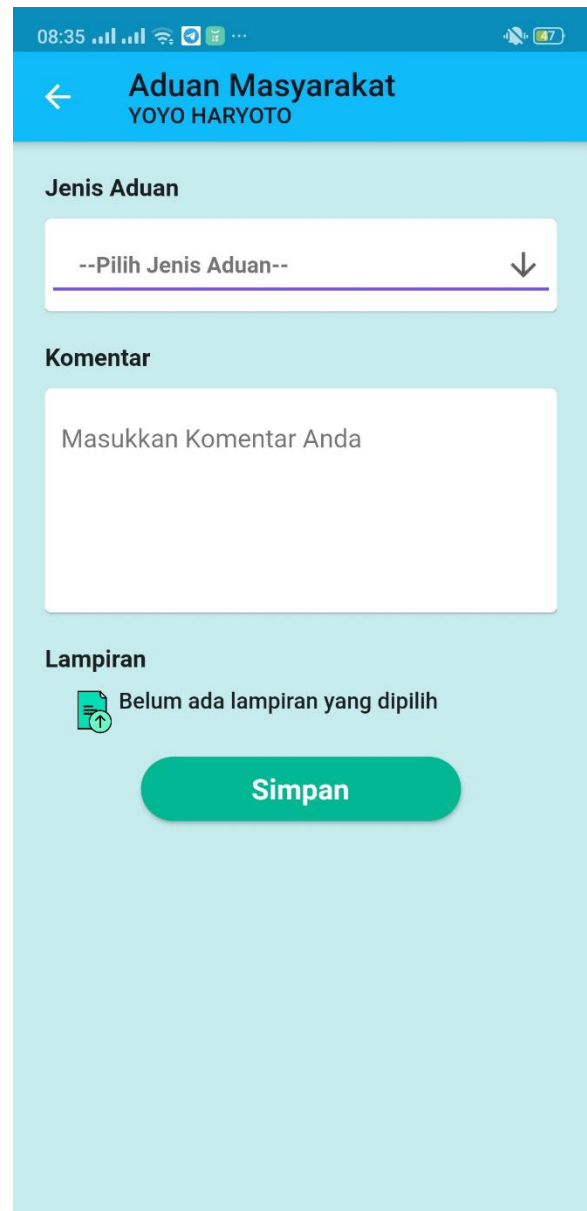 08:35
47
Aduan Masyarakat
YOYO HARYOTO
Jenis Aduan
--Pilih Jenis Aduan--
Komentar
Masukkan Komentar Anda
Lampiran
Belum ada lampiran yang dipilih
Simpan